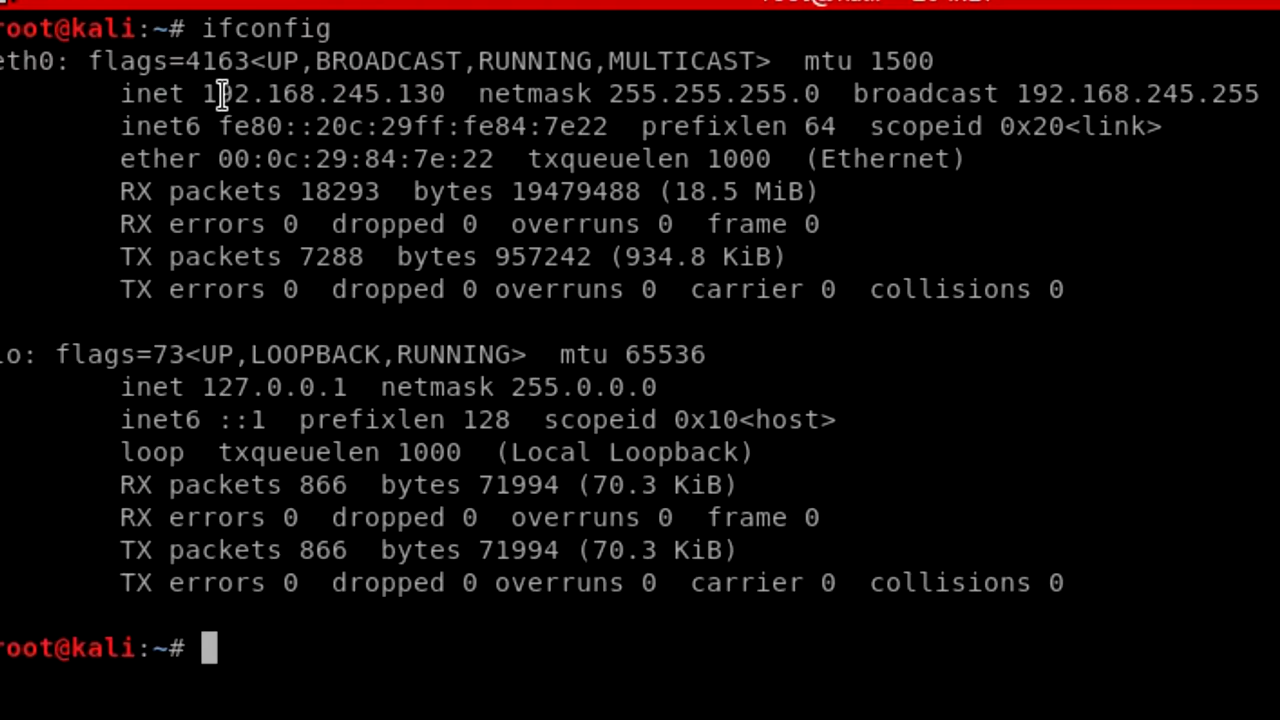 root@kali:~# ifconfig
eth0: flags=4163<UP,BROADCAST,RUNNING,MULTICAST>  mtu 1500
        inet 192.168.245.130  netmask 255.255.255.0  broadcast 192.168.245.255
        inet6 fe80::20c:29ff:fe84:7e22  prefixlen 64  scopeid 0x20<link>
        ether 00:0c:29:84:7e:22  txqueuelen 1000  (Ethernet)
        RX packets 18293  bytes 19479488 (18.5 MiB)
        RX errors 0  dropped 0  overruns 0  frame 0
        TX packets 7288  bytes 957242 (934.8 KiB)
        TX errors 0  dropped 0 overruns 0  carrier 0  collisions 0
lo: flags=73<UP,LOOPBACK,RUNNING>  mtu 65536
        inet 127.0.0.1  netmask 255.0.0.0
        inet6 ::1  prefixlen 128  scopeid 0x10<host>
        loop  txqueuelen 1000  (Local Loopback)
        RX packets 866  bytes 71994 (70.3 KiB)
        RX errors 0  dropped 0  overruns 0  frame 0
        TX packets 866  bytes 71994 (70.3 KiB)
        TX errors 0  dropped 0 overruns 0  carrier 0  collisions 0
root@kali:~#